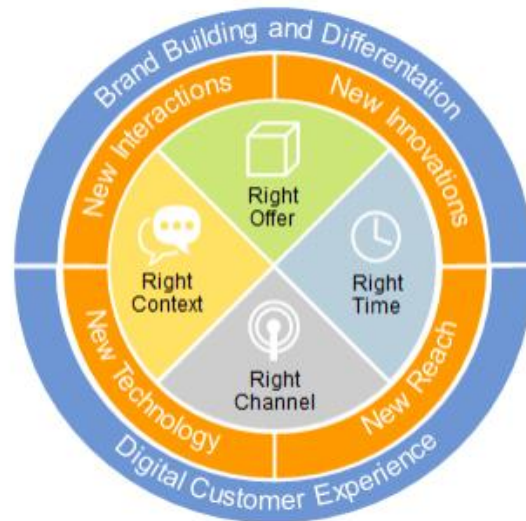 Brand Building and Differentation
New Interactions
New Innovations
Right
Offer
Right
Context
Right
Time
Right
Channel
New Technology
New Reach
Digital Customer Experience